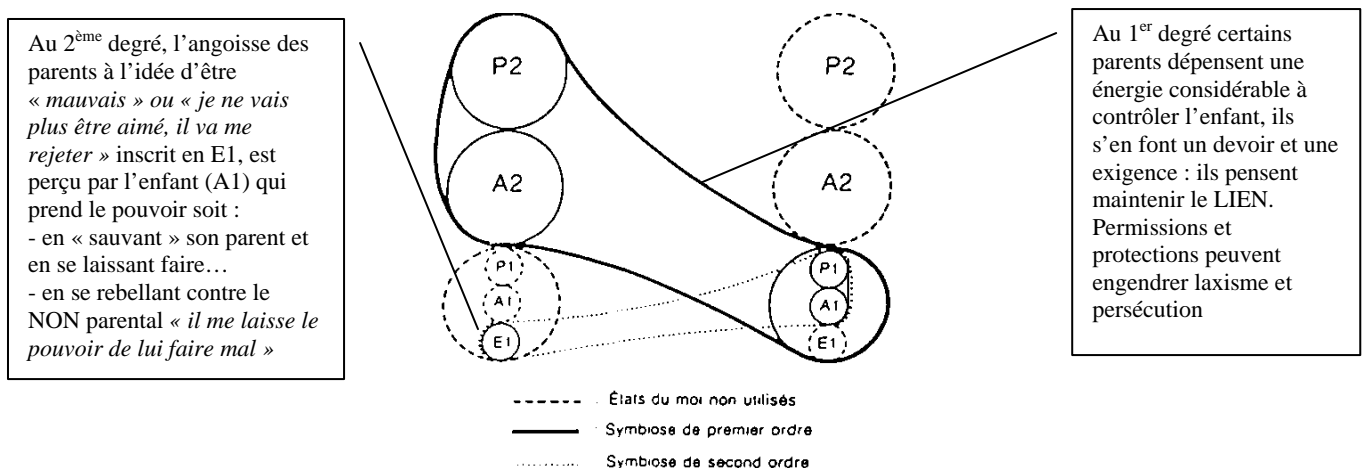 Au 2ème degré, l’angoisse des
parents à l’idée d’être
« mauvais » ou « je ne vais
plus être aimé, il va me
rejeter » inscrit en E1, est
perçu par l’enfant (A1) qui
prend le pouvoir soit :
- en « sauvant » son parent et
en se laissant faire…
- en se rebellant contre le
NON parental « il me laisse le
pouvoir de lui faire mal »
P2
A2
P1
A1
E1
P2
A2
P1
A1
E1
Au 1er degré certains
parents dépensent une
énergie considérable à
contrôler l’enfant, ils
s’en font un devoir et une
exigence : ils pensent
maintenir le LIEN.
Permissions et
protections peuvent
engendrer laxisme et
persécution
États du moi non utilisés
Symbiose de premier ordre
Symbiose de second ordre